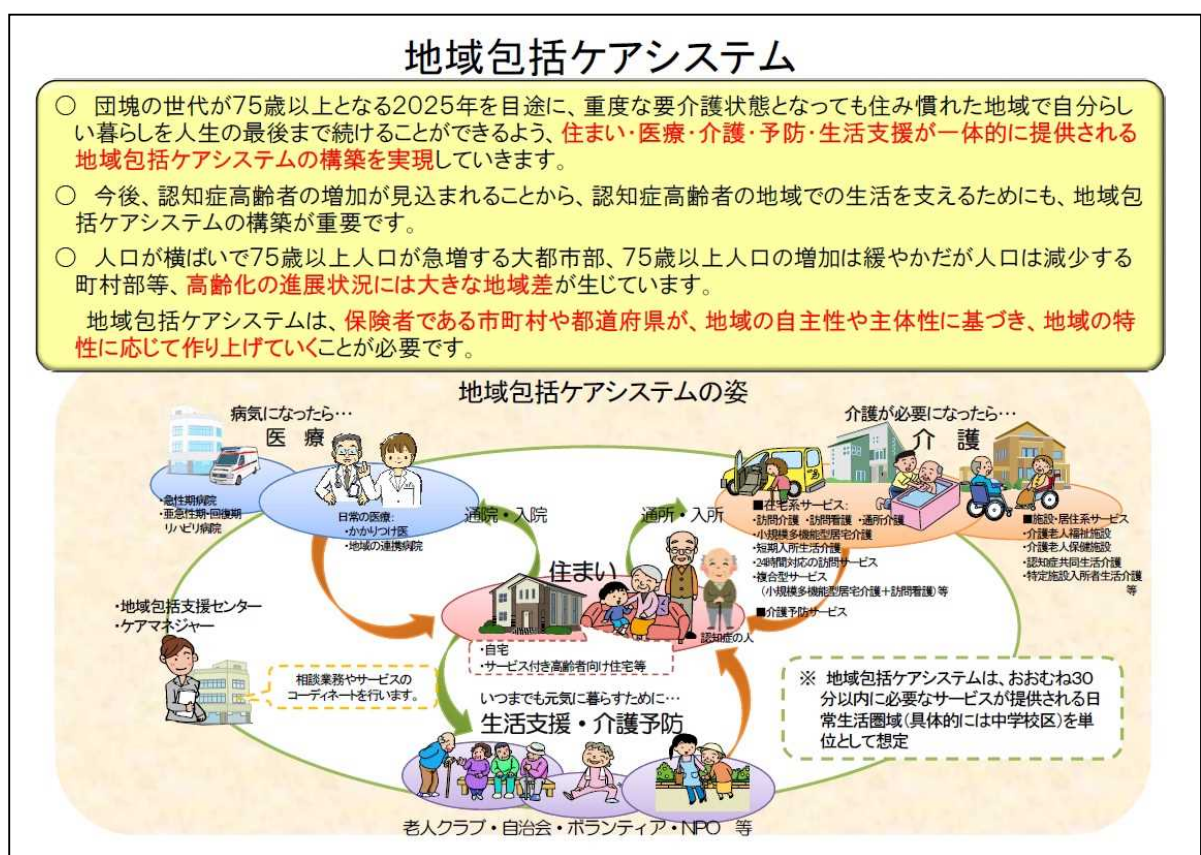 地域包括ケアシステム
○ 団塊の世代が75歳以上となる2025年を目途に、重度な要介護状態となっても住み慣れた地域で自分らし
い暮らしを人生の最後まで続けることができるよう、住まい・医療・介護・予防・生活支援が一体的に提供される
地域包括ケアシステムの構築を実現していきます。
○ 今後、認知症高齢者の増加が見込まれることから、認知症高齢者の地域での生活を支えるためにも、地域包
括ケアシステムの構築が重要です。
○ 人口が横ばいで75歳以上人口が急増する大都市部、75歳以上人口の増加は緩やかだが人口は減少する
町村部等、高齢化の進展状況には大きな地域差が生じています。
地域包括ケアシステムは、保険者である市町村や都道府県が、地域の自主性や主体性に基づき、地域の特
性に応じて作り上げていくことが必要です。
地域包括ケアシステムの姿
病気になったら…
医 療
・急性期病院
・亜急性期・回復期
リハビリ病院
日常の医療:
・かかりつけ医
・地域の連携病院
通院・入院
通所・入所
介護が必要になったら…
介 護
■在宅系サービス:
・訪問介護 ・訪問看護 ・通所介護
・小規模多機能型居宅介護
・短期入所生活介護
・24時間対応の訪問サービス
・複合型サービス
(小規模多機能型居宅介護+訪問看護)等
■介護予防サービス
■施設・居住系サービス
・介護老人福祉施設
・介護老人保健施設
・認知症共同生活介護
・特定施設入所者生活介護
等
住まい
認知症の人
・自宅
・サービス付き高齢者向け住宅等
・地域包括支援センター
・ケアマネジャー
相談業務やサービスの
コーディネートを行います。
いつまでも元気に暮らすために…
生活支援・介護予防
老人クラブ・自治会・ボランティア・NPO 等
※ 地域包括ケアシステムは、おおむね30
分以内に必要なサービスが提供される日
常生活圏域(具体的には中学校区)を単
位として想定